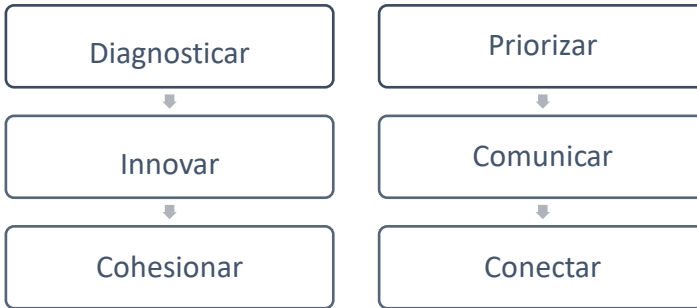 Diagnosticar
Innovar
Cohesionar
Priorizar
Comunicar
Conectar